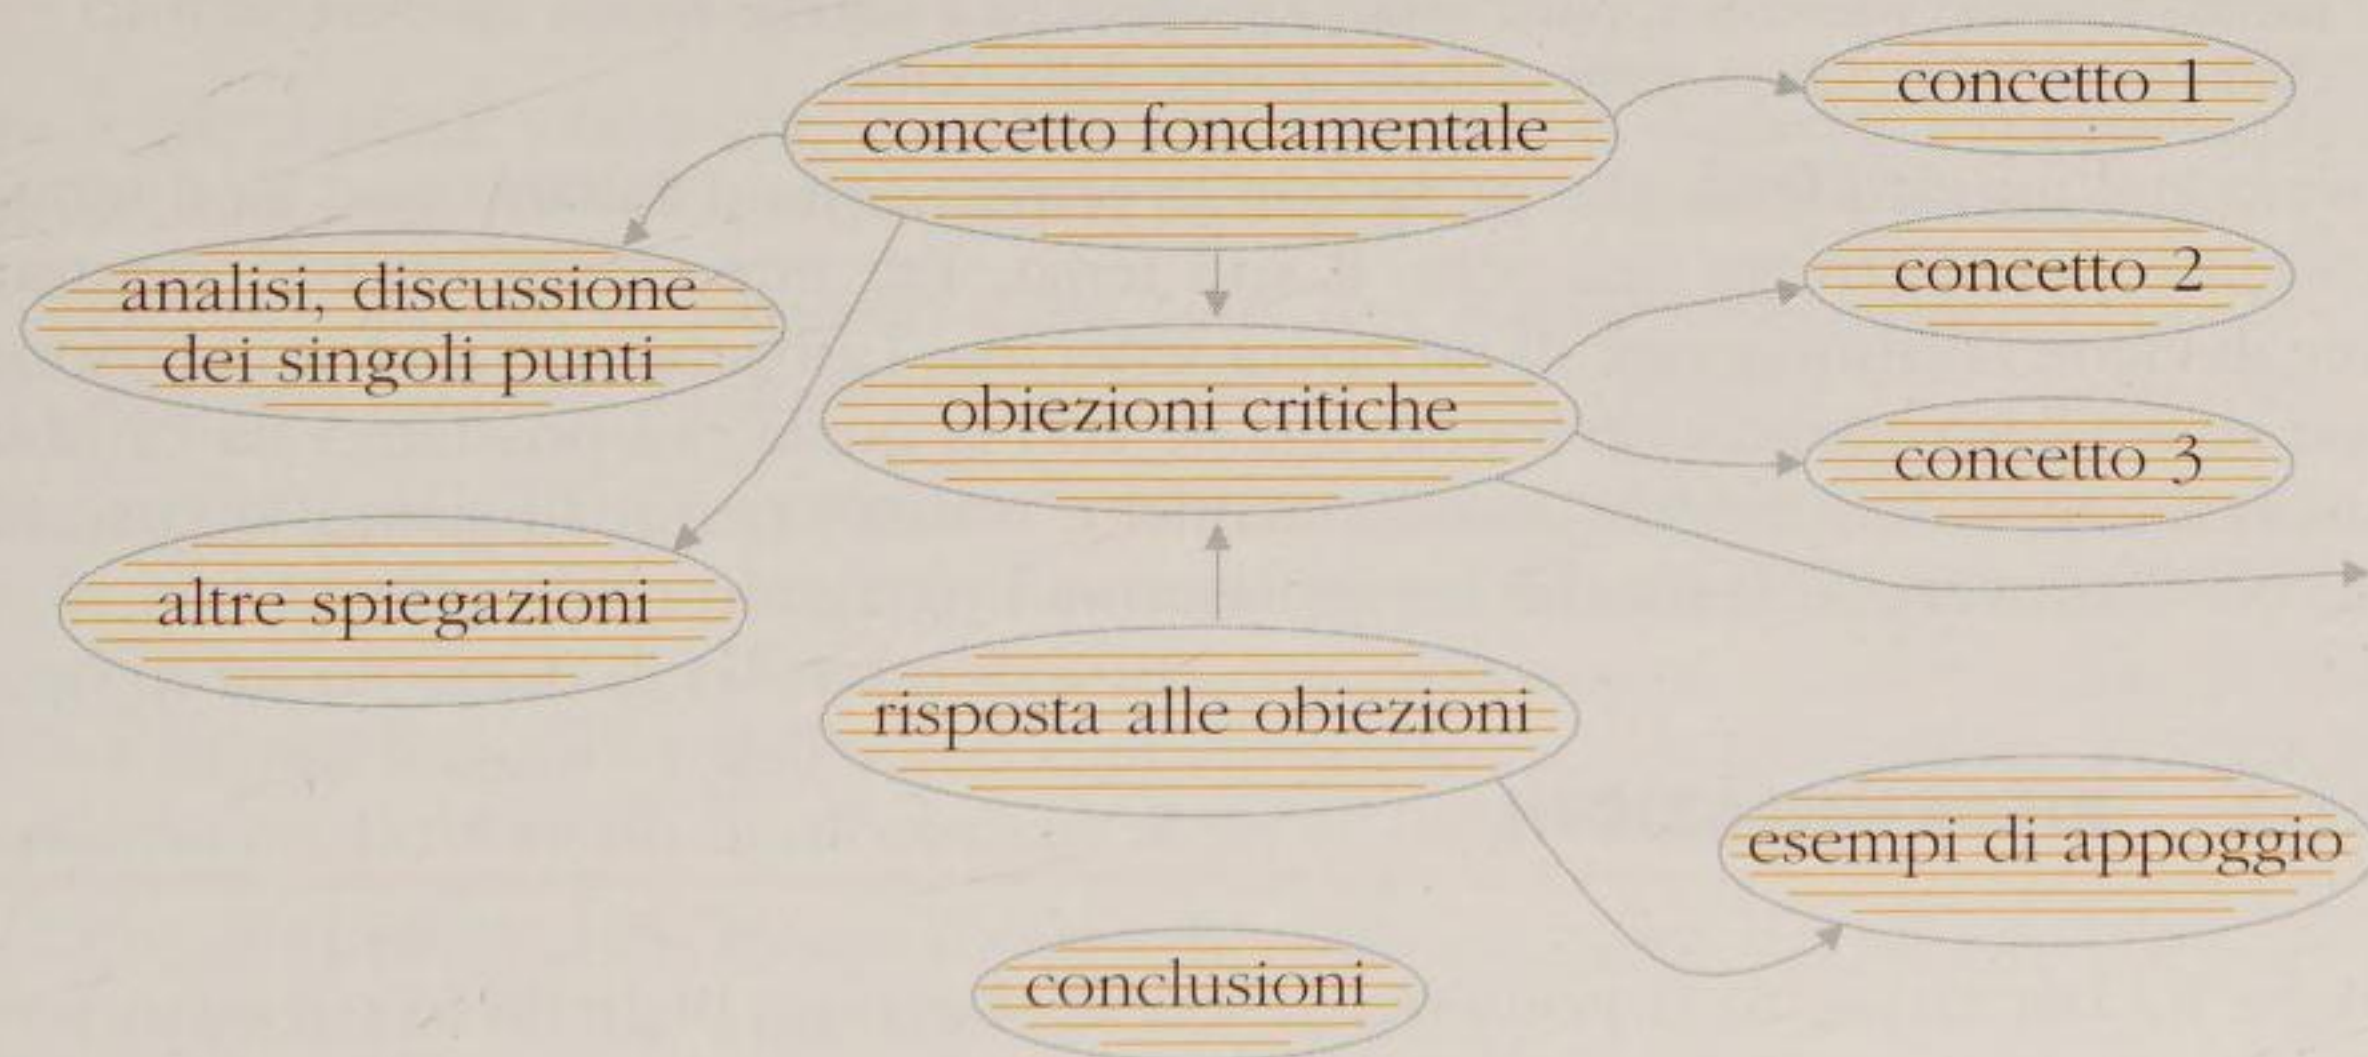 concetto fondamentale
concetto 1
analisi, discussione
dei singoli punti
concetto 2
obiezioni critiche
concetto 3
altre spiegazioni
risposta alle obiezioni
esempi di appoggio
conclusioni